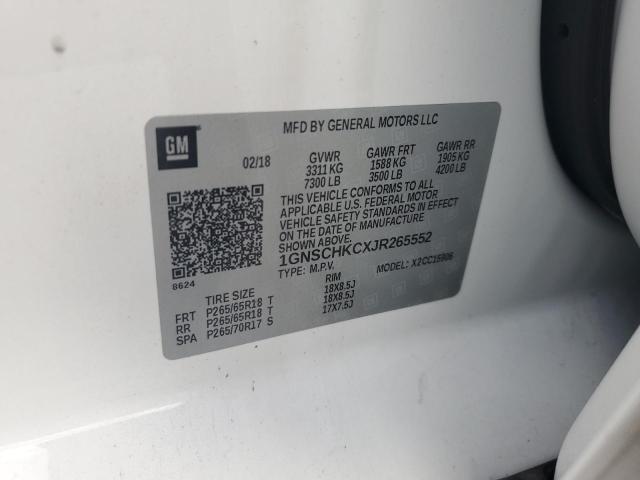 GM
MFD BY GENERAL MOTORS LLC
02/18 GVWR GAWR FRT GAWR RR
3311 KG 1588 KG 1905 KG
7300 LB 3500 LB 4200 LB
THIS VEHICLE CONFORMS TO ALL
APPLICABLE U.S. FEDERAL MOTOR
VEHICLE SAFETY STANDARDS IN EFFECT
ON THE DATE OF MANUFACTURE
SHOWN ABOVE.
1GNSCHKCXJR265552
TYPE: M.P.V. MODEL: X2CC15906
8624
TIRE SIZE RIM
FRT P265/65R18 T 18X8.5J
RR P265/65R18 T 18X8.5J
SPA P265/70R17 S 17X7.5J